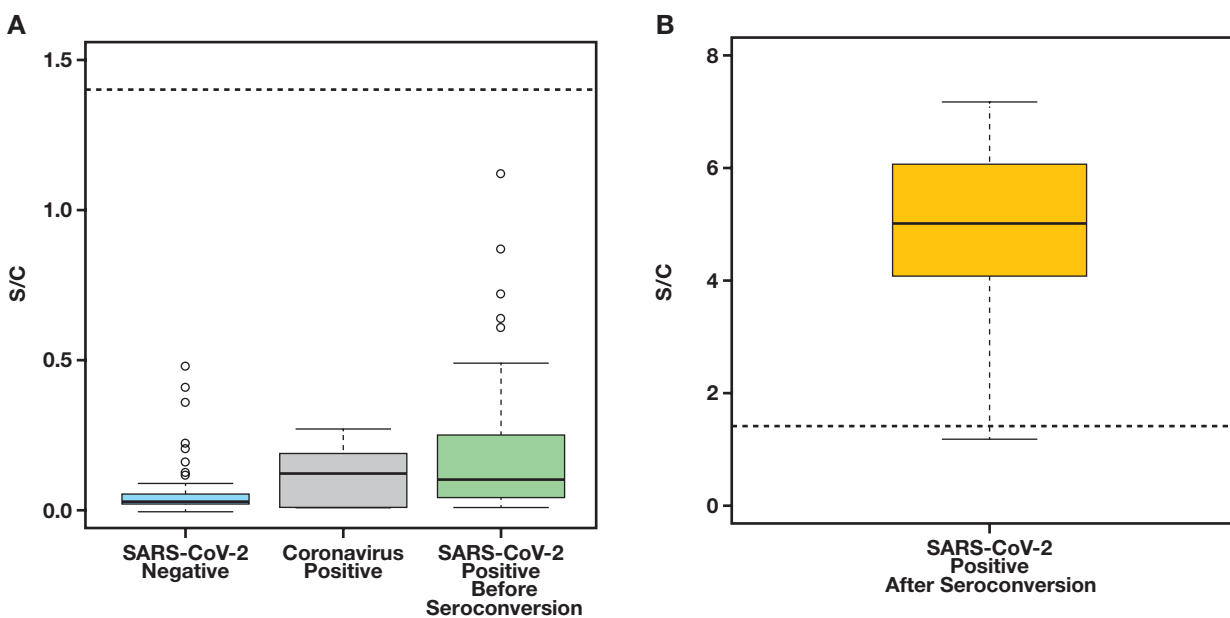 A
1.5
1.0
0.5
0.0
S/C
SARS-CoV-2
Negative
Coronavirus
Positive
SARS-CoV-2
Positive
Before
Seroconversion
B
8
6
4
2
0
S/C
SARS-CoV-2
Positive
After Seroconversion